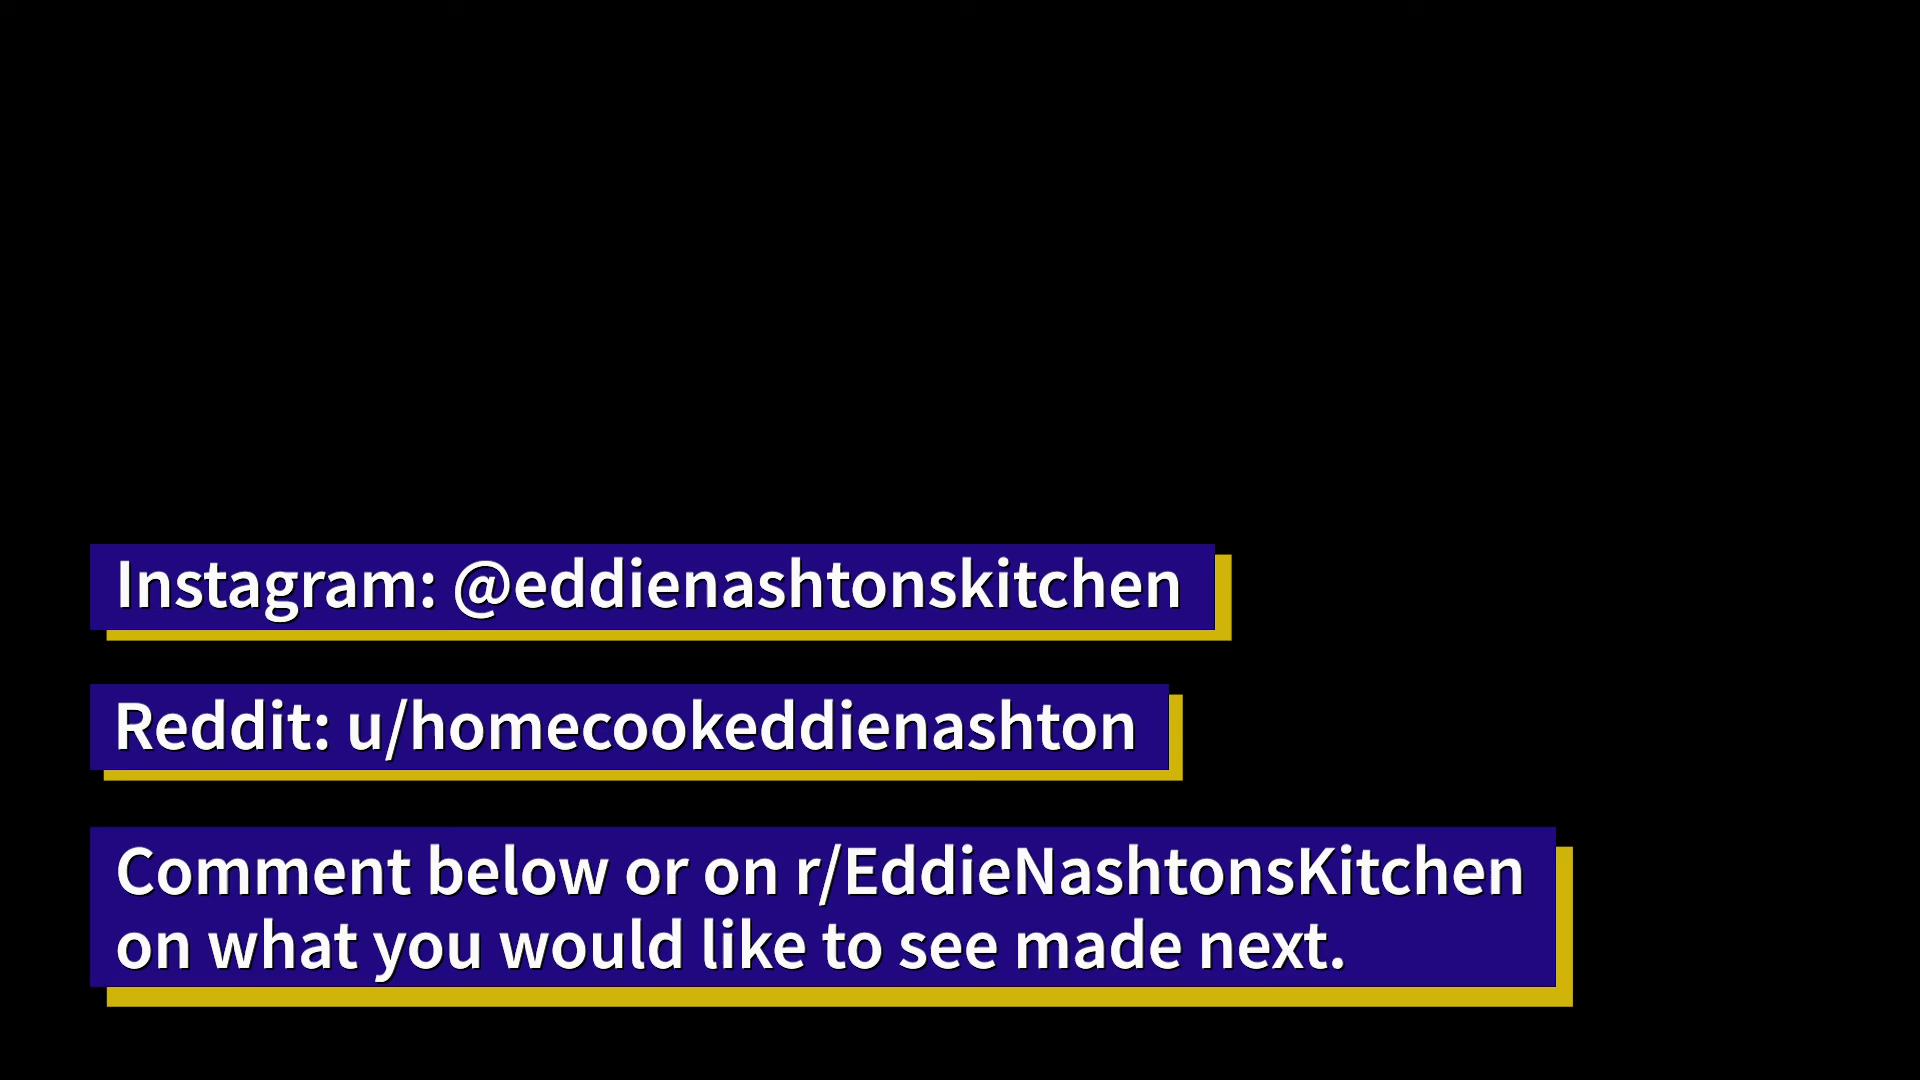 Instagram: @eddienashtonskitchen
Reddit: u/homecookeddienashton
Comment below or on r/EddieNashtonsKitchen
on what you would like to see made next.